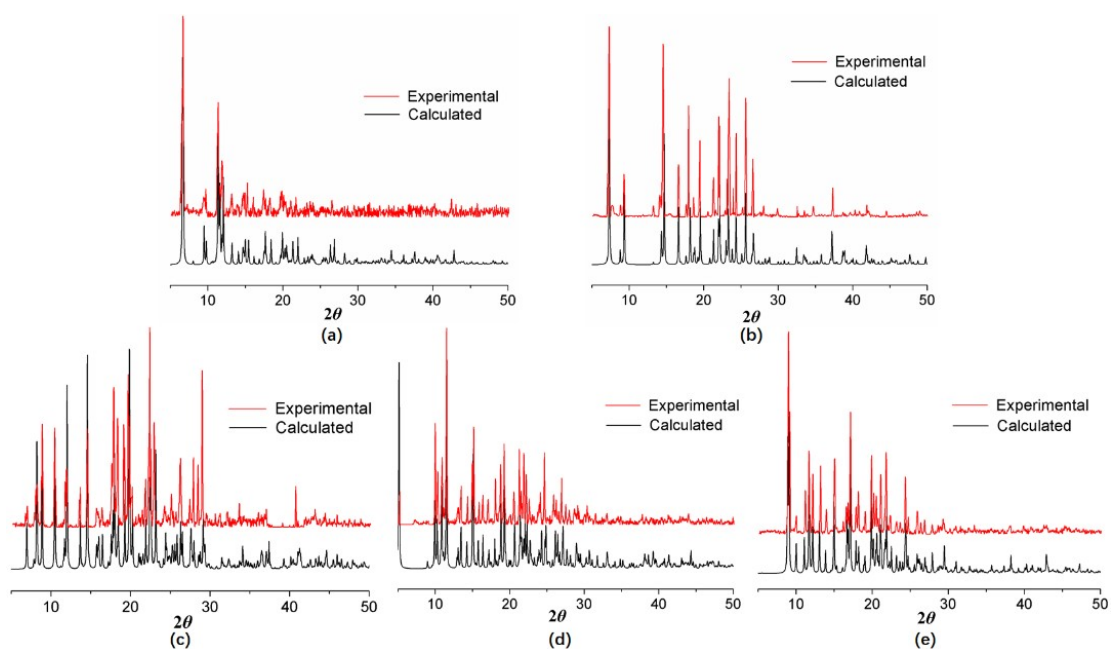 Experimental
Calculated
10 20 30 40 50
2θ
(a)
Experimental
Calculated
10 20 30 40 50
2θ
(b)
Experimental
Calculated
10 20 30 40 50
2θ
(c)
Experimental
Calculated
10 20 30 40 50
2θ
(d)
Experimental
Calculated
10 20 30 40 50
2θ
(e)